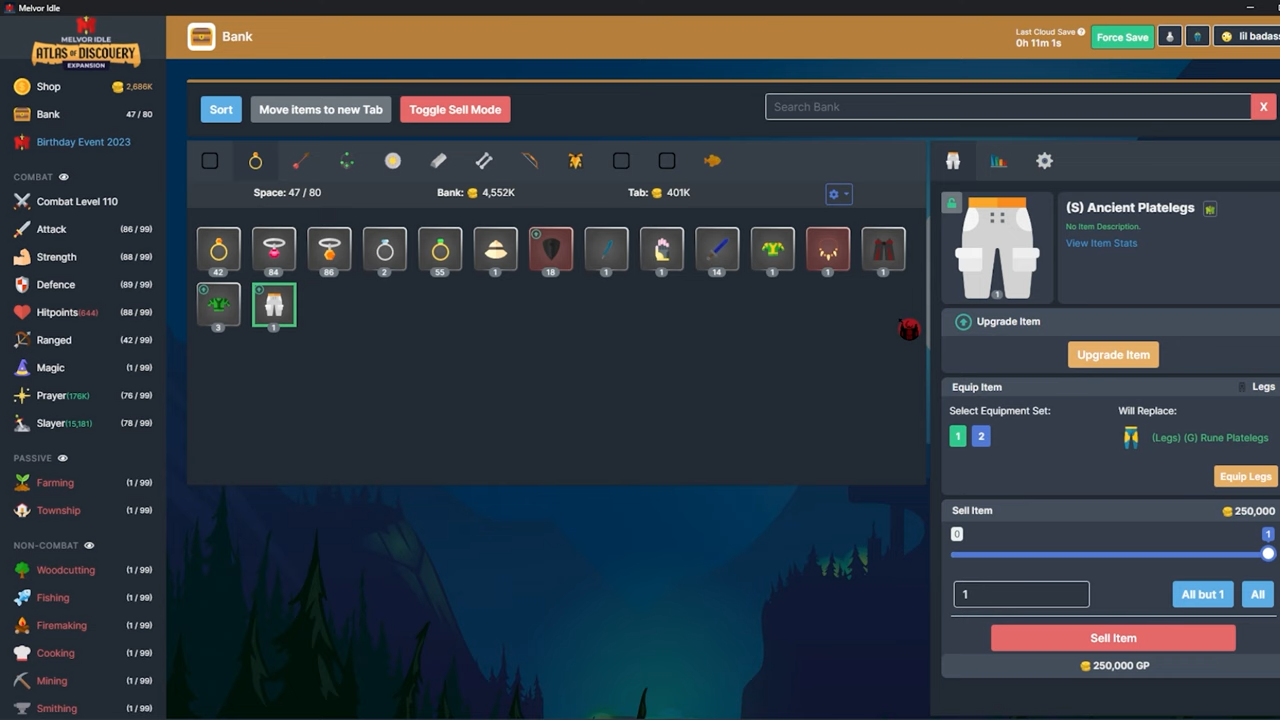 Melvor Idle
MELVOR IDLE
ATLAS OF DISCOVERY
EXPANSION
Shop 2,686K
Bank 47 / 80
Birthday Event 2023
COMBAT
Combat Level 110
Attack (86 / 99)
Strength (88 / 99)
Defence (89 / 99)
Hitpoints(644) (88 / 99)
Ranged (42 / 99)
Magic (1 / 99)
Prayer(176K) (76 / 99)
Slayer(15,181) (78 / 99)
PASSIVE
Farming (1 / 99)
Township (1 / 99)
NON-COMBAT
Woodcutting (1 / 99)
Fishing (1 / 99)
Firemaking (1 / 99)
Cooking (1 / 99)
Mining (1 / 99)
Smithing (1 / 99)
Bank
Last Cloud Save ?
0h 11m 1s
Force Save
lil badas
Sort
Move items to new Tab
Toggle Sell Mode
Search Bank
X
Space: 47 / 80
Bank: 4,552K
Tab: 401K
42 84 86 2 55 1 18 1 1 14 1 1 1
3 1
(S) Ancient Platelegs
No Item Description.
View Item Stats
1
Upgrade Item
Upgrade Item
Equip Item
Legs
Select Equipment Set:
1 2
Will Replace:
(Legs) (G) Rune Platelegs
Equip Legs
Sell Item
250,000
0 1
1
All but 1
All
Sell Item
250,000 GP